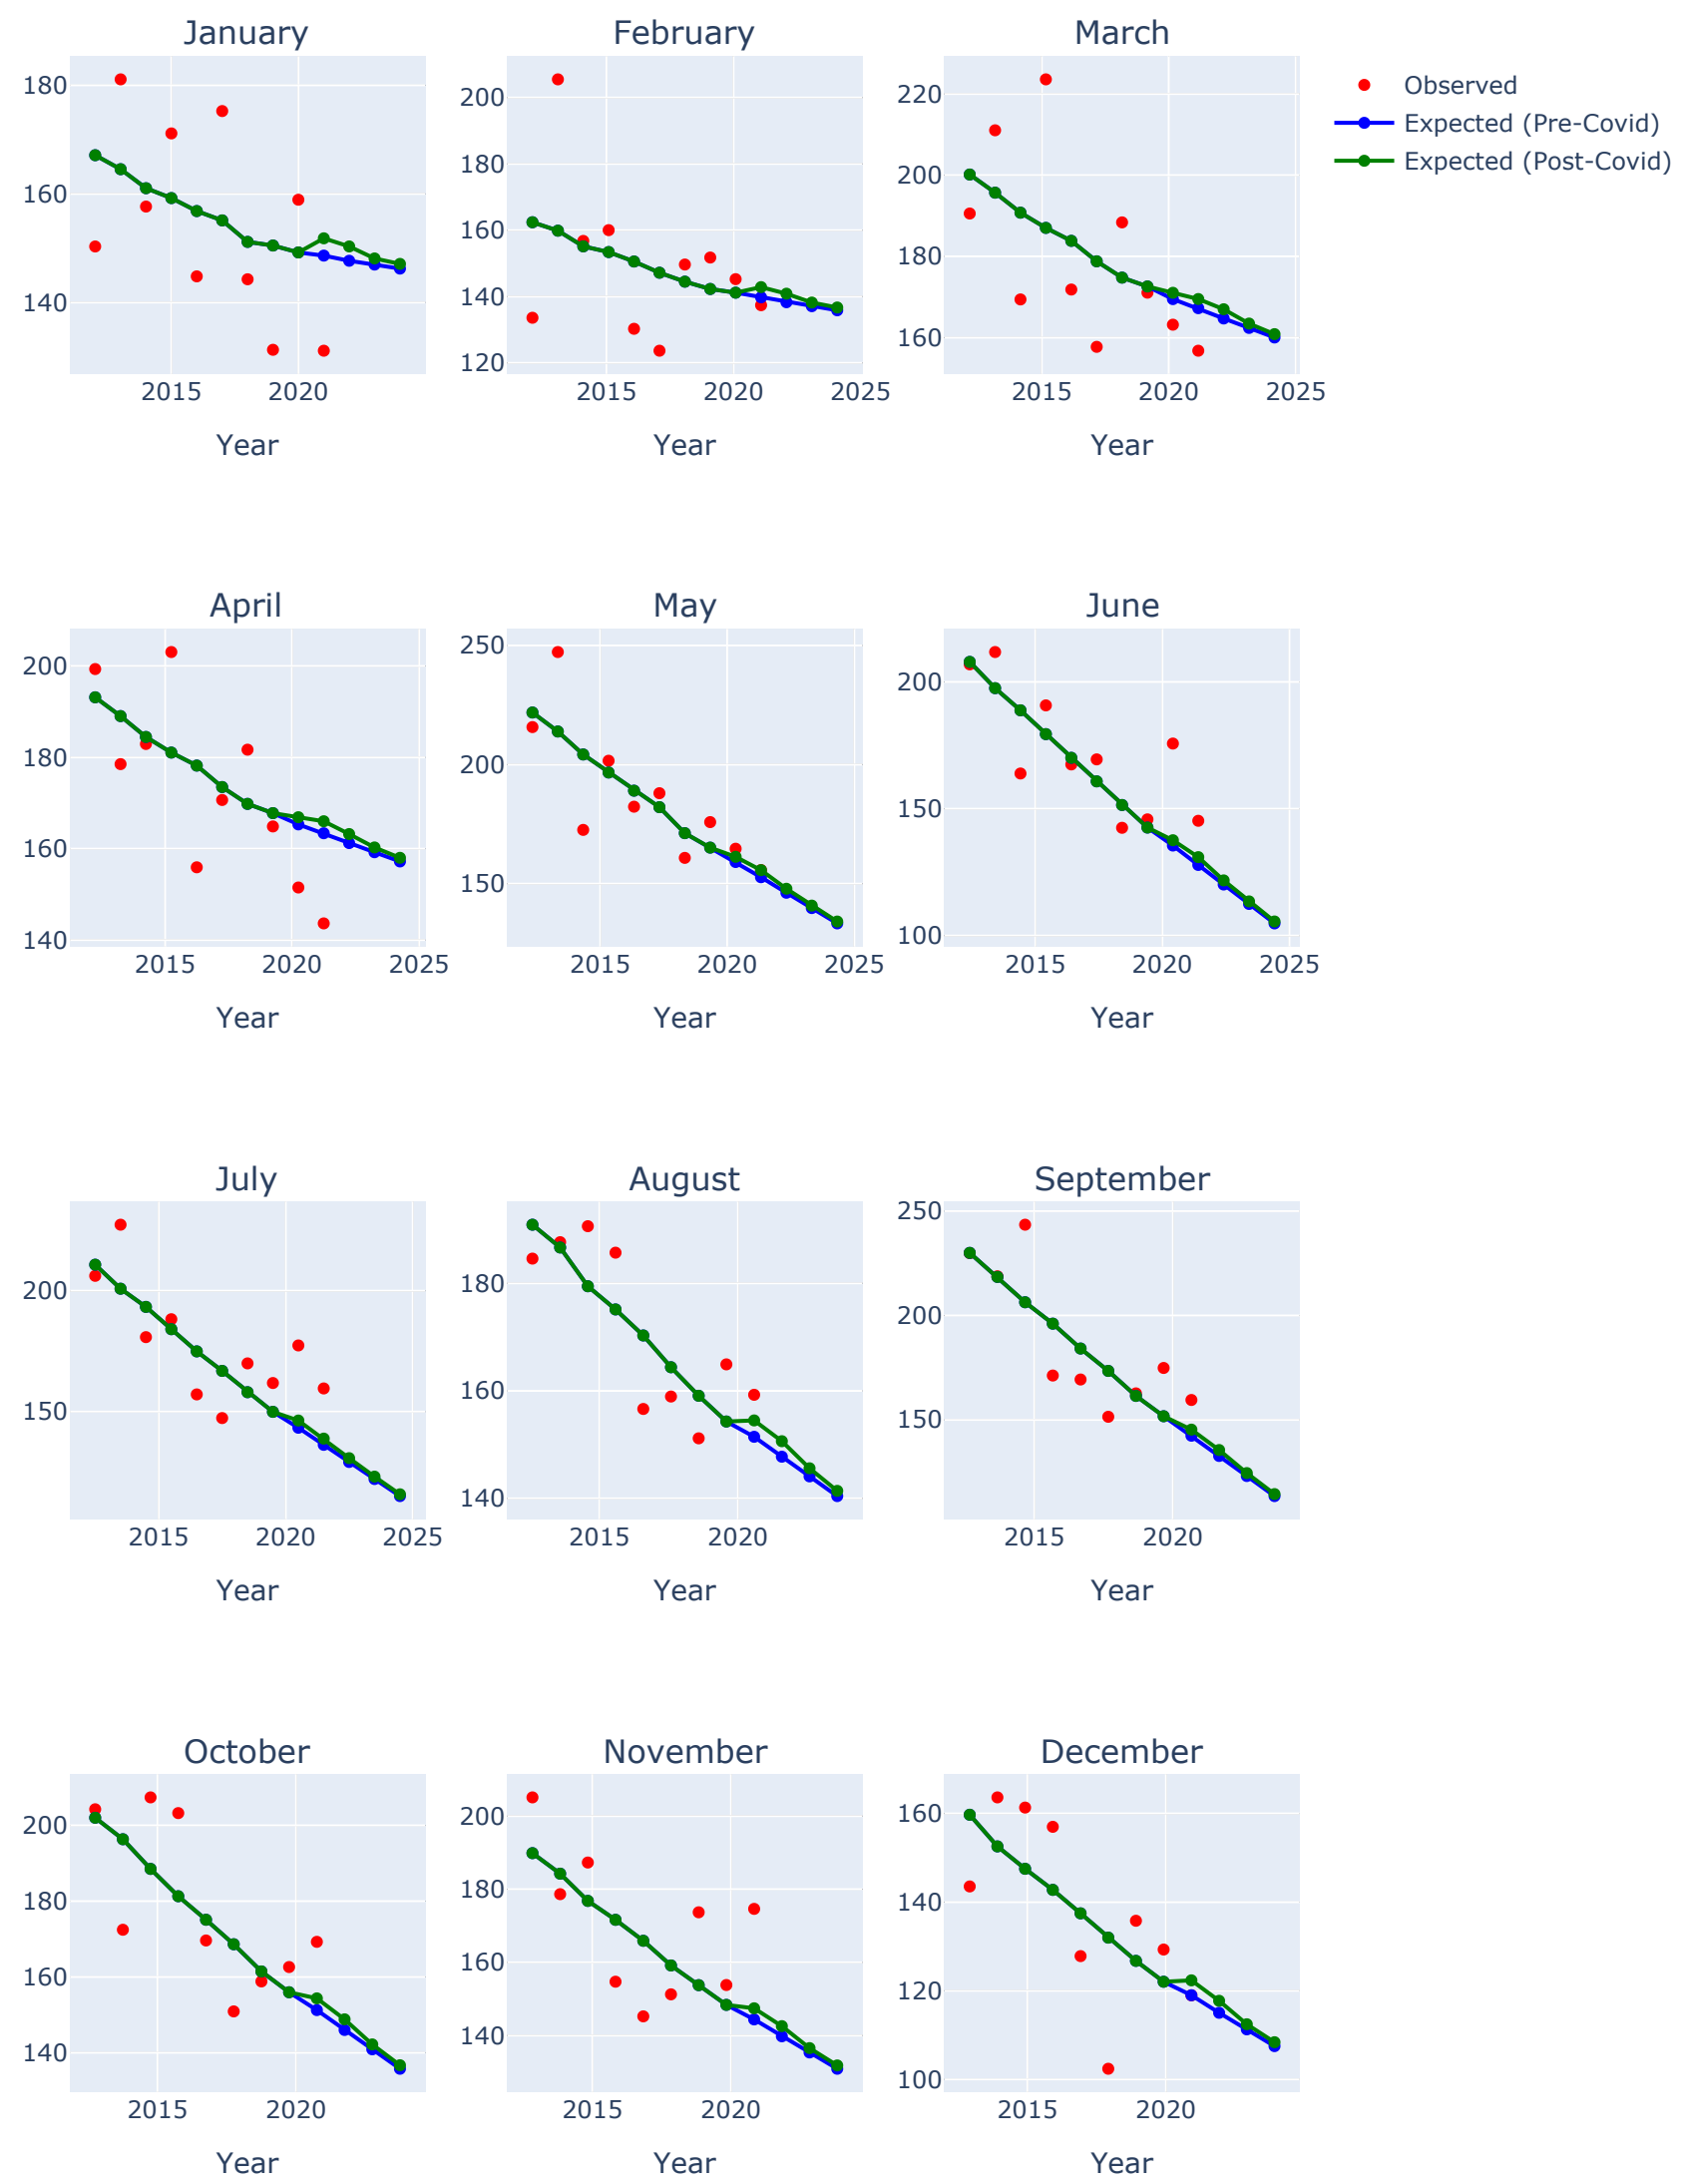 January
February
March
180
160
140
2015
2020
Year
200
180
160
140
120
2015
2020
2025
Year
220
200
180
160
2015
2020
2025
Year
Observed
Expected (Pre-Covid)
Expected (Post-Covid)
April
May
June
200
180
160
140
2015
2020
2025
Year
250
200
150
2015
2020
2025
Year
200
150
100
2015
2020
2025
Year
July
August
September
200
150
2015
2020
2025
Year
180
160
140
2015
2020
Year
250
200
150
2015
2020
Year
October
November
December
200
180
160
140
2015
2020
Year
200
180
160
140
2015
2020
Year
160
140
120
100
2015
2020
Year